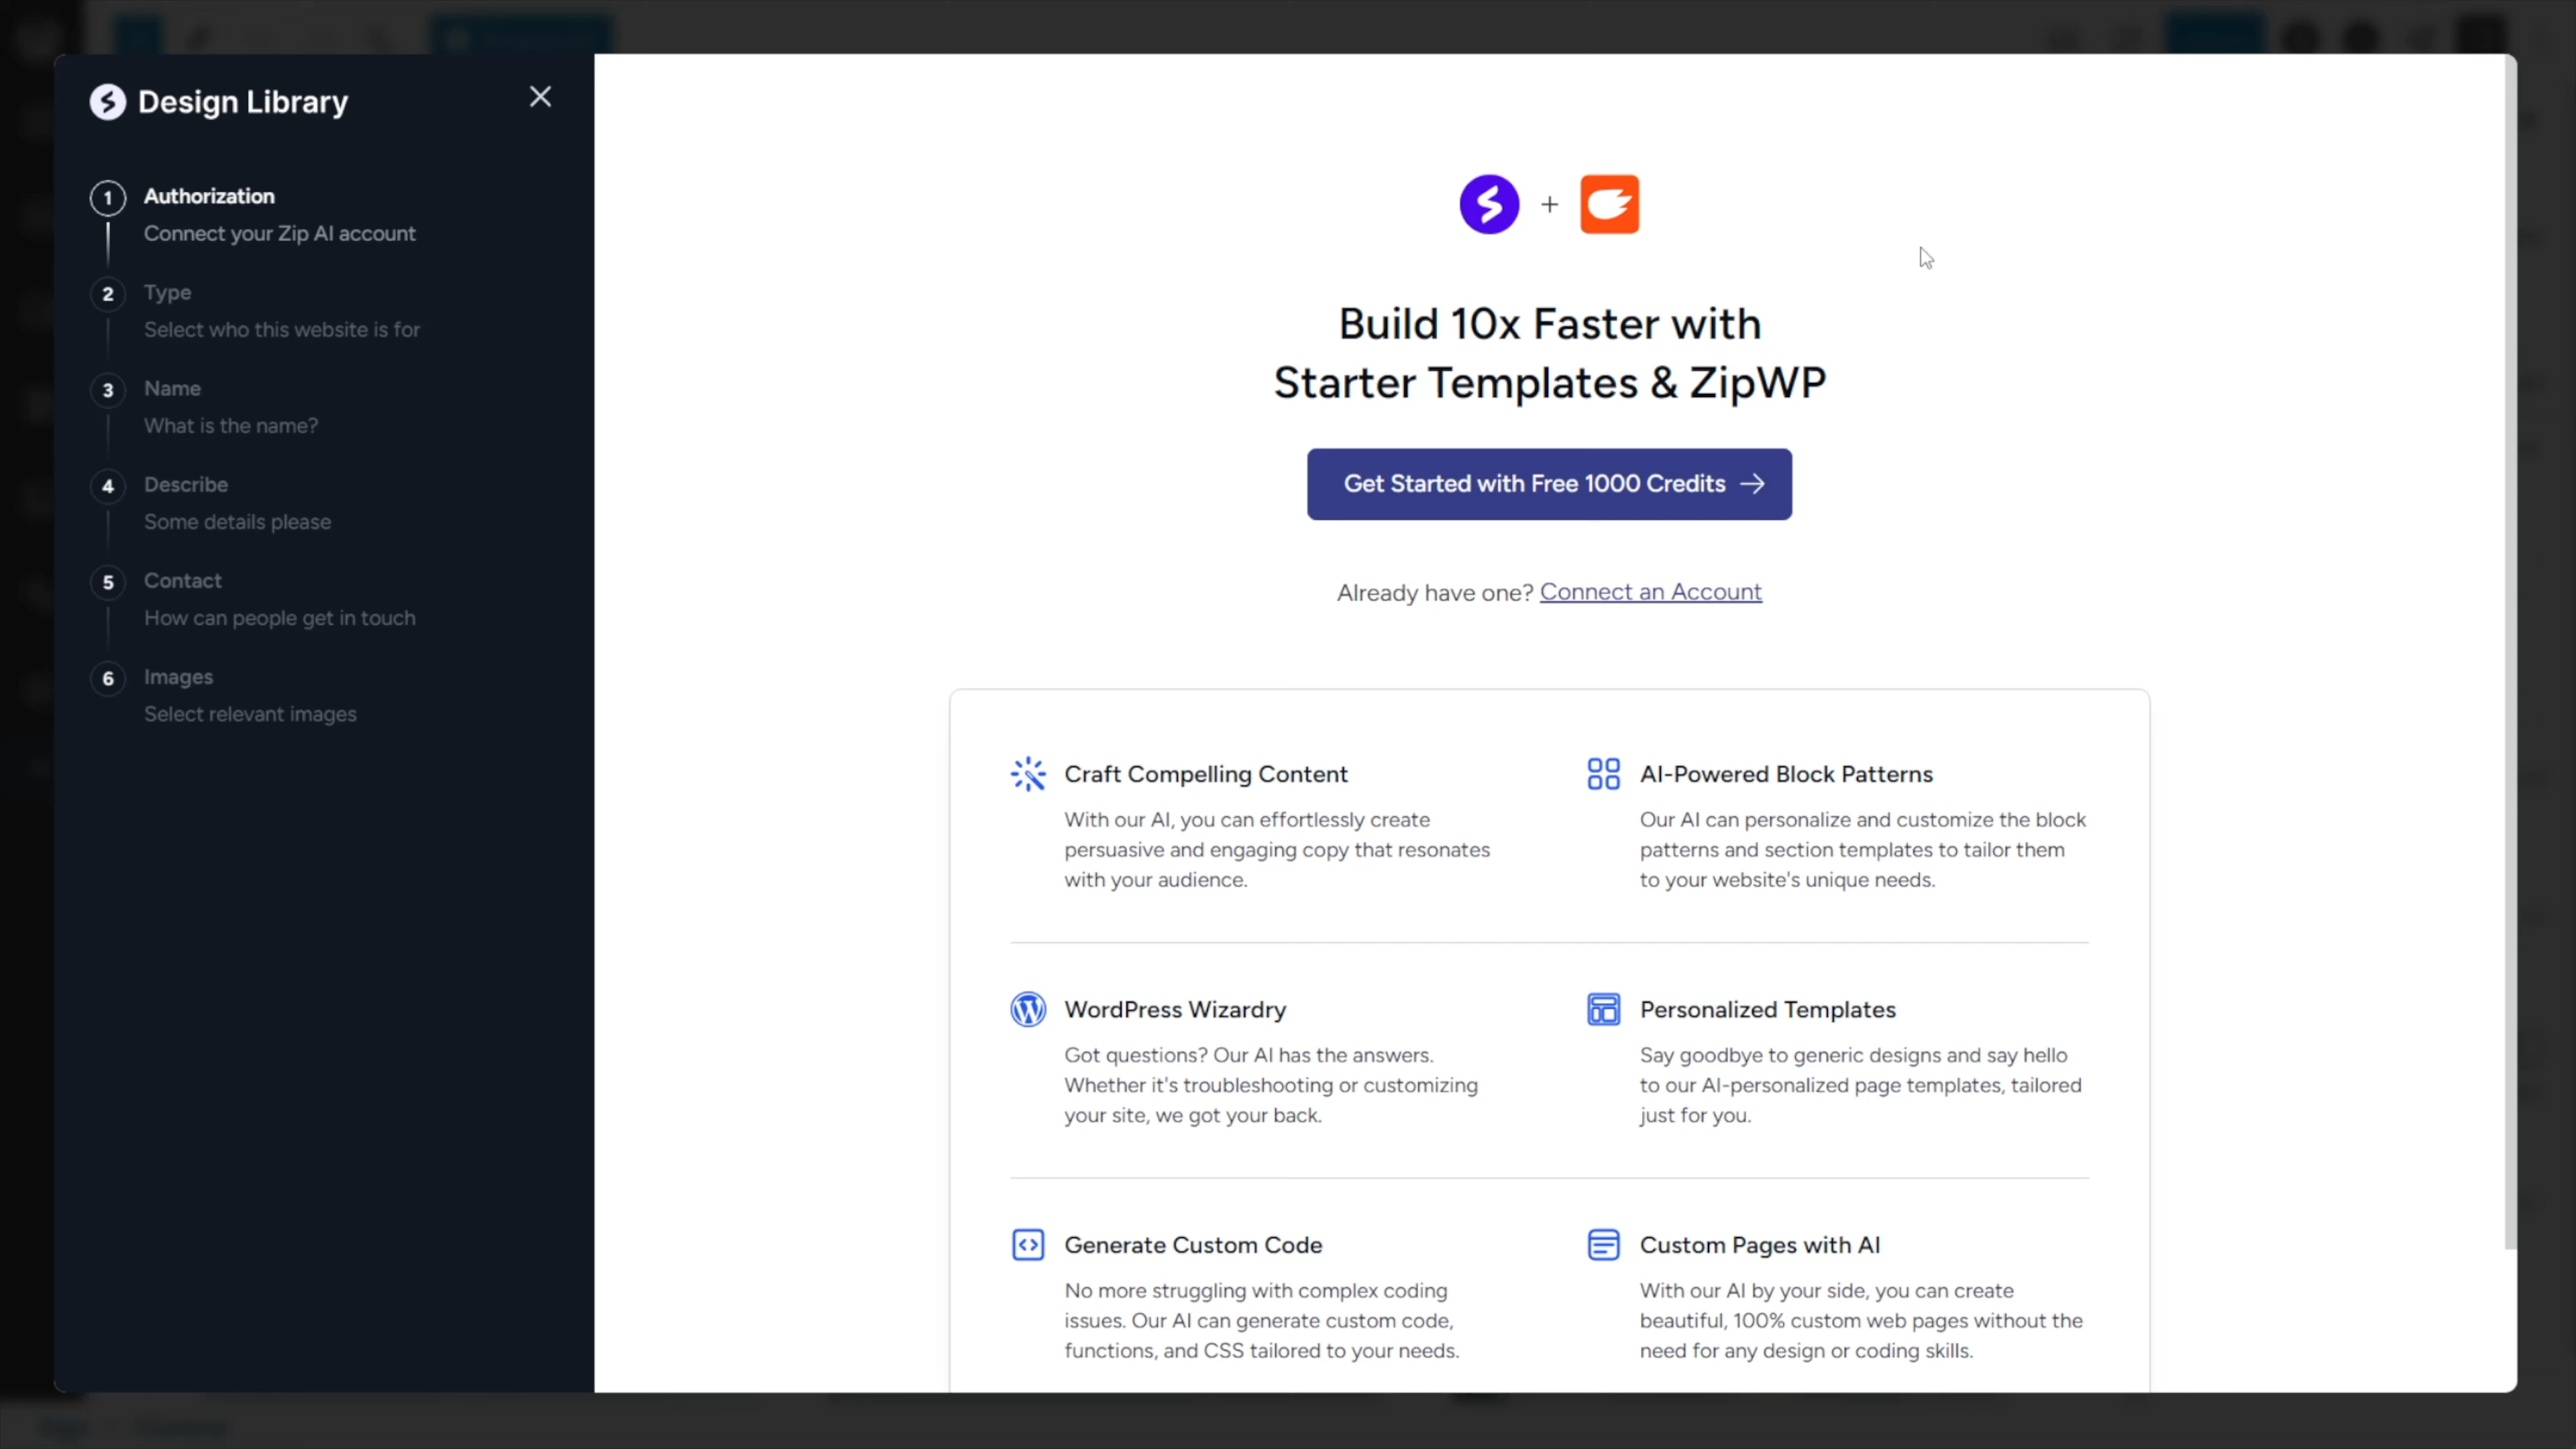 Design Library
1 Authorization
Connect your Zip AI account
2 Type
Select who this website is for
3 Name
What is the name?
4 Describe
Some details please
5 Contact
How can people get in touch
6 Images
Select relevant images
+
Build 10x Faster with
Starter Templates & ZipWP
Get Started with Free 1000 Credits →
Already have one? Connect an Account
Craft Compelling Content
With our AI, you can effortlessly create
persuasive and engaging copy that resonates
with your audience.
AI-Powered Block Patterns
Our AI can personalize and customize the block
patterns and section templates to tailor them
to your website's unique needs.
WordPress Wizardry
Got questions? Our AI has the answers.
Whether it's troubleshooting or customizing
your site, we got your back.
Personalized Templates
Say goodbye to generic designs and say hello
to our AI-personalized page templates, tailored
just for you.
Generate Custom Code
No more struggling with complex coding
issues. Our AI can generate custom code,
functions, and CSS tailored to your needs.
Custom Pages with AI
With our AI by your side, you can create
beautiful, 100% custom web pages without the
need for any design or coding skills.